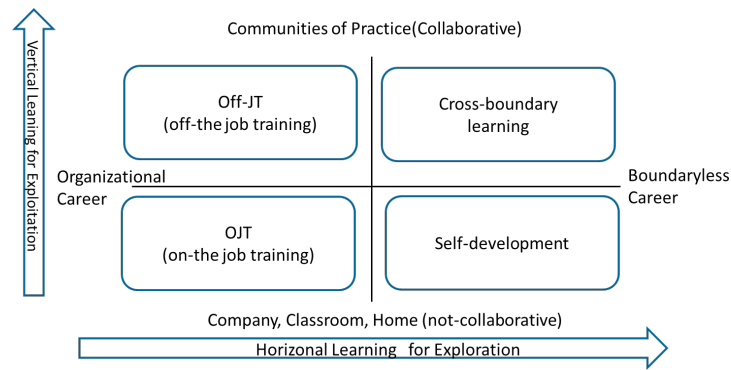 Communities of Practice(Collaborative)
Vertical Leaning for Exploitation
Off-JT
(off-the job training)
Cross-boundary
learning
Organizational
Career
Boundaryless
Career
OJT
(on-the job training)
Self-development
Company, Classroom, Home (not-collaborative)
Horizonal Learning for Exploration